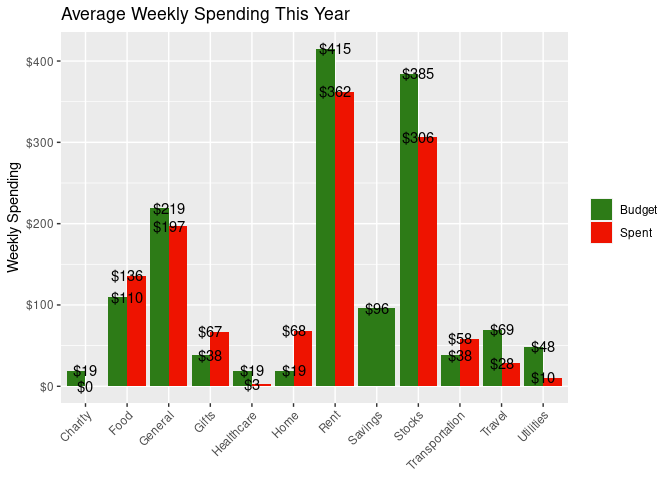 Average Weekly Spending This Year
Weekly Spending
$400
$300
$200
$100
$0
$19
$0
$136
$110
$219
$197
$67
$38
$19
$3
$68
$19
$415
$362
$96
$385
$306
$58
$38
$69
$28
$48
$10
Charity
Food
General
Gifts
Healthcare
Home
Rent
Savings
Stocks
Transportation
Travel
Utilities
Budget
Spent